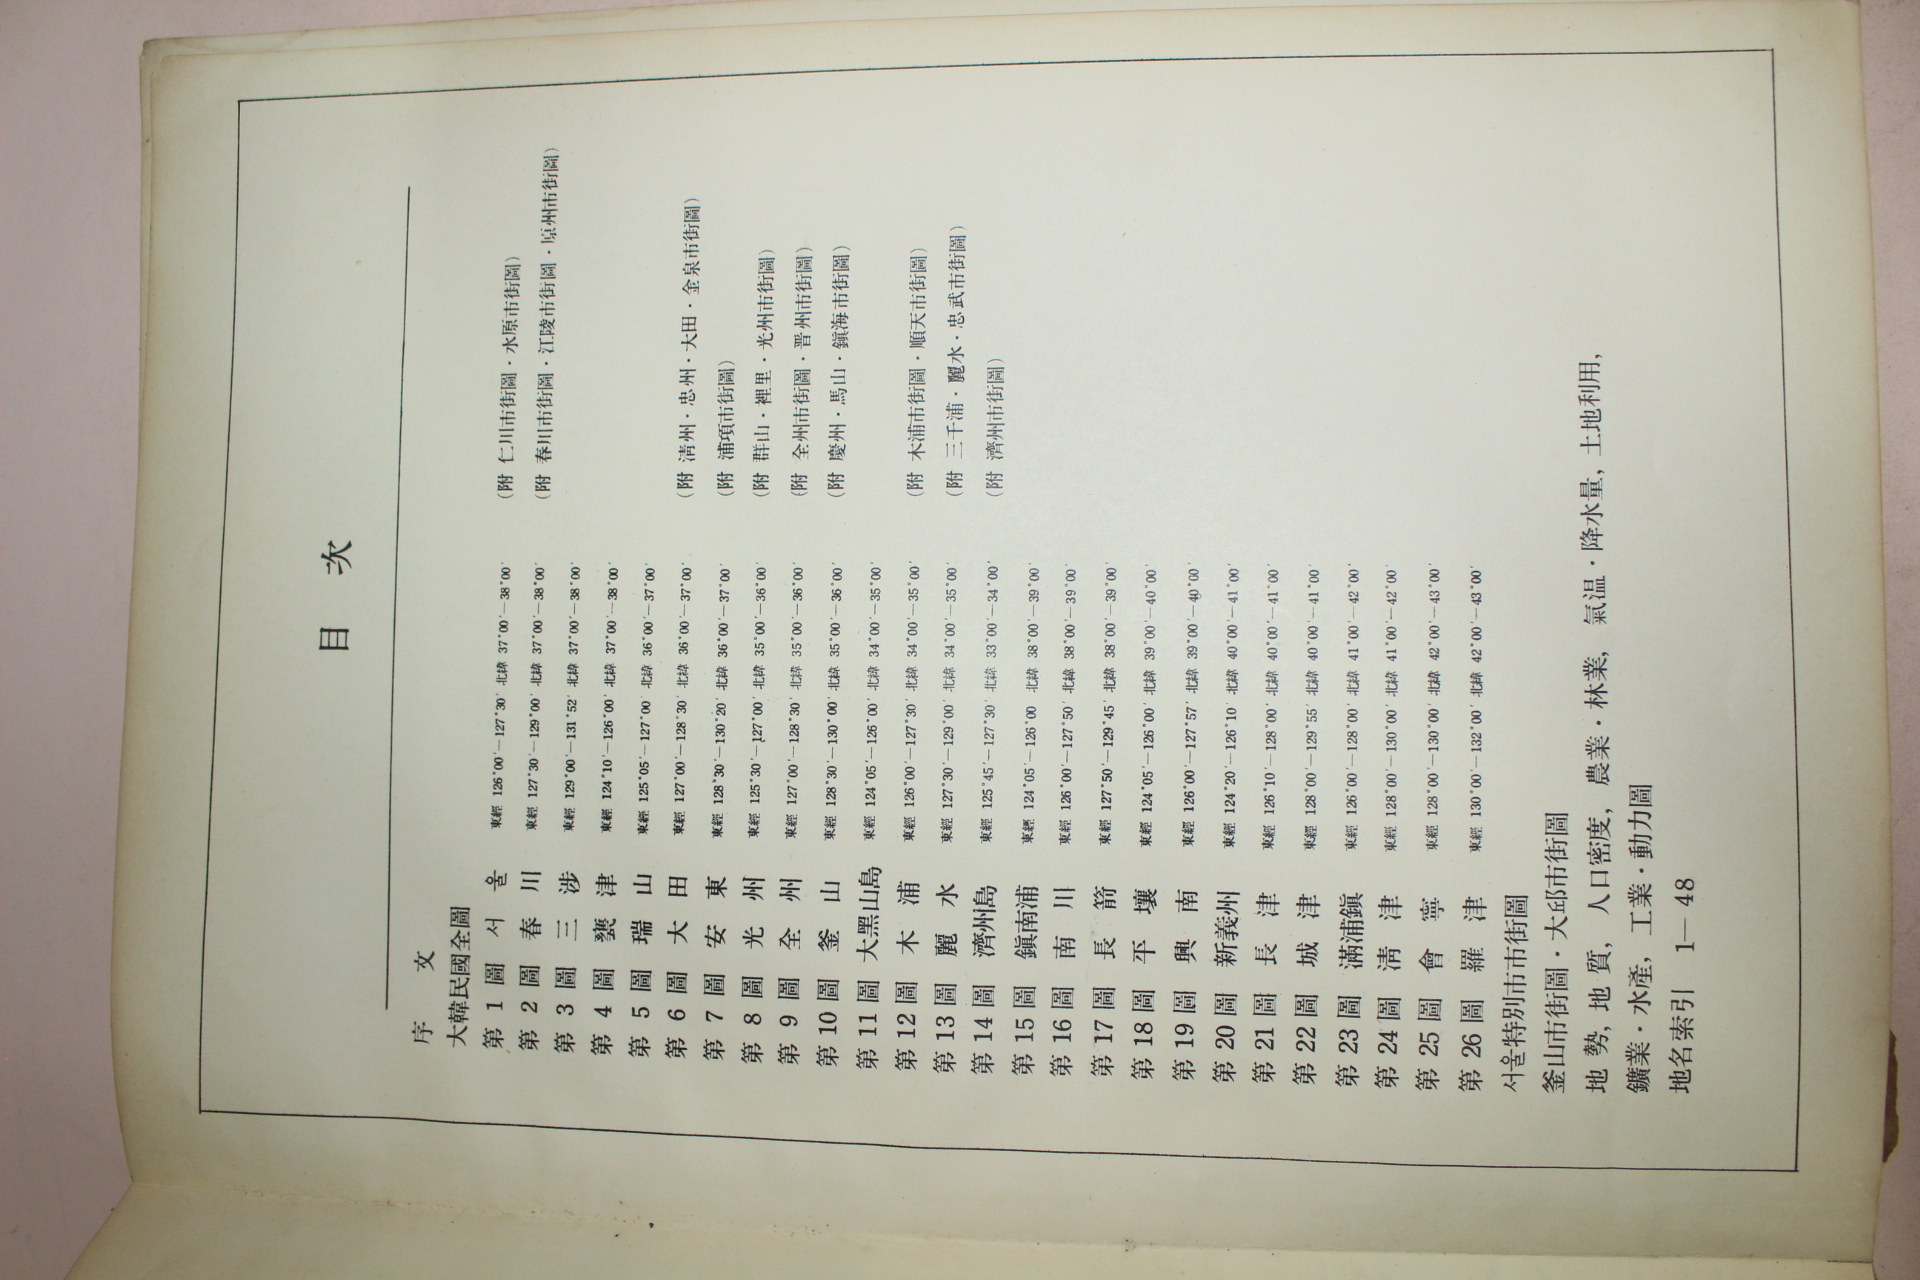 目 次
序 文
大韓民國全圖
第 1 圖 서 울 東經 126°00′—127°30′ 北緯 37°00′—38°00′ (附 仁川市街圖・水原市街圖)
第 2 圖 春 川 東經 127°30′—129°00′ 北緯 37°00′—38°00′ (附 春川市街圖・江陵市街圖・原州市街圖)
第 3 圖 三 涉 東經 129°00′—131°52′ 北緯 37°00′—38°00′
第 4 圖 甕 津 東經 124°10′—126°00′ 北緯 37°00′—38°00′
第 5 圖 瑞 山 東經 125°05′—127°00′ 北緯 36°00′—37°00′
第 6 圖 大 田 東經 127°00′—128°30′ 北緯 36°00′—37°00′ (附 淸州・忠州・大田・金泉市街圖)
第 7 圖 安 東 東經 128°30′—130°20′ 北緯 36°00′—37°00′ (附 浦項市街圖)
第 8 圖 光 州 東經 125°30′—127°00′ 北緯 35°00′—36°00′ (附 群山・裡里・光州市街圖)
第 9 圖 全 州 東經 127°00′—128°30′ 北緯 35°00′—36°00′ (附 全州市街圖・晋州市街圖)
第 10 圖 釜 山 東經 128°30′—130°00′ 北緯 35°00′—36°00′ (附 慶州・馬山・鎭海市街圖)
第 11 圖 大黑山島 東經 124°05′—126°00′ 北緯 34°00′—35°00′
第 12 圖 木 浦 東經 126°00′—127°30′ 北緯 34°00′—35°00′ (附 木浦市街圖・順天市街圖)
第 13 圖 麗 水 東經 127°30′—129°00′ 北緯 34°00′—35°00′ (附 三千浦・麗水・忠武市街圖)
第 14 圖 濟州島 東經 125°45′—127°30′ 北緯 33°00′—34°00′ (附 濟州市街圖)
第 15 圖 鎭南浦 東經 124°05′—126°00 北緯 38°00′—39°00′
第 16 圖 南 川 東經 126°00′—127°50′ 北緯 38°00′—39°00′
第 17 圖 長 箭 東經 127°50′—129°45′ 北緯 38°00′—39°00′
第 18 圖 平 壤 東經 124°05′—126°00′ 北緯 39°00′—40°00′
第 19 圖 興 南 東經 126°00′—127°57′ 北緯 39°00′—40°00′
第 20 圖 新義州 東經 124°20′—126°10′ 北緯 40°00′—41°00′
第 21 圖 長 津 東經 126°10′—128°00′ 北緯 40°00′—41°00′
第 22 圖 城 津 東經 128°00′—129°55′ 北緯 40°00′—41°00′
第 23 圖 滿浦鎭 東經 126°00′—128°00′ 北緯 41°00′—42°00′
第 24 圖 淸 津 東經 128°00′—130°00′ 北緯 41°00′—42°00′
第 25 圖 會 寧 東經 128°00′—130°00′ 北緯 42°00′—43°00′
第 26 圖 羅 津 東經 130°00′—132°00′ 北緯 42°00′—43°00′
서울特別市市街圖
釜山市街圖・大邱市街圖
地 勢, 地 質, 人口密度, 農業・林業, 氣温・降水量, 土地利用,
鑛業・水產, 工業・動力圖
地名索引 1—48